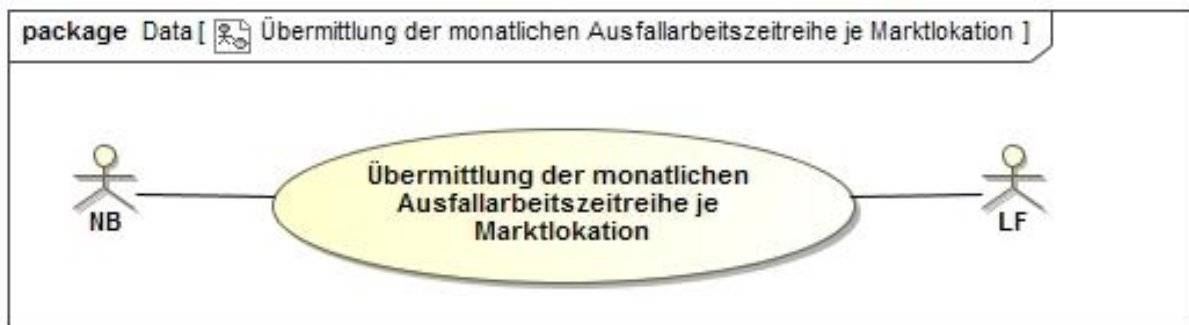 package Data [ Übermittlung der monatlichen Ausfallarbeitszeitreihe je Marktlokation ]
Übermittlung der monatlichen
Ausfallarbeitszeitreihe je
Marktlokation
NB
LF